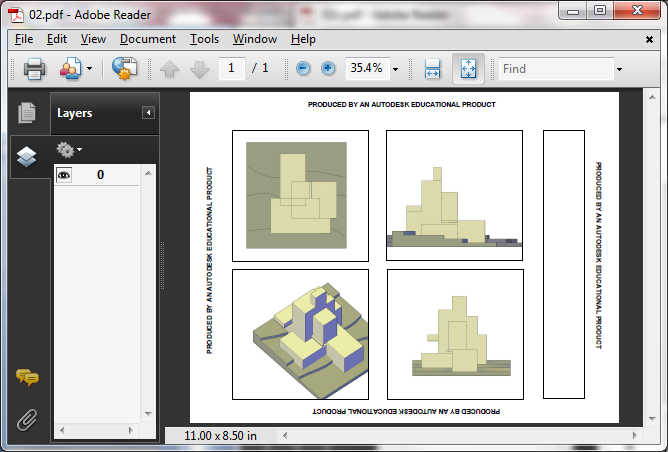 02.pdf - Adobe Reader
File Edit View Document Tools Window Help
1 / 1 35.4% Find
Layers
0
PRODUCED BY AN AUTODESK EDUCATIONAL PRODUCT
PRODUCED BY AN AUTODESK EDUCATIONAL PRODUCT
PRODUCED BY AN AUTODESK EDUCATIONAL PRODUCT
PRODUCED BY AN AUTODESK EDUCATIONAL PRODUCT
11.00 x 8.50 in